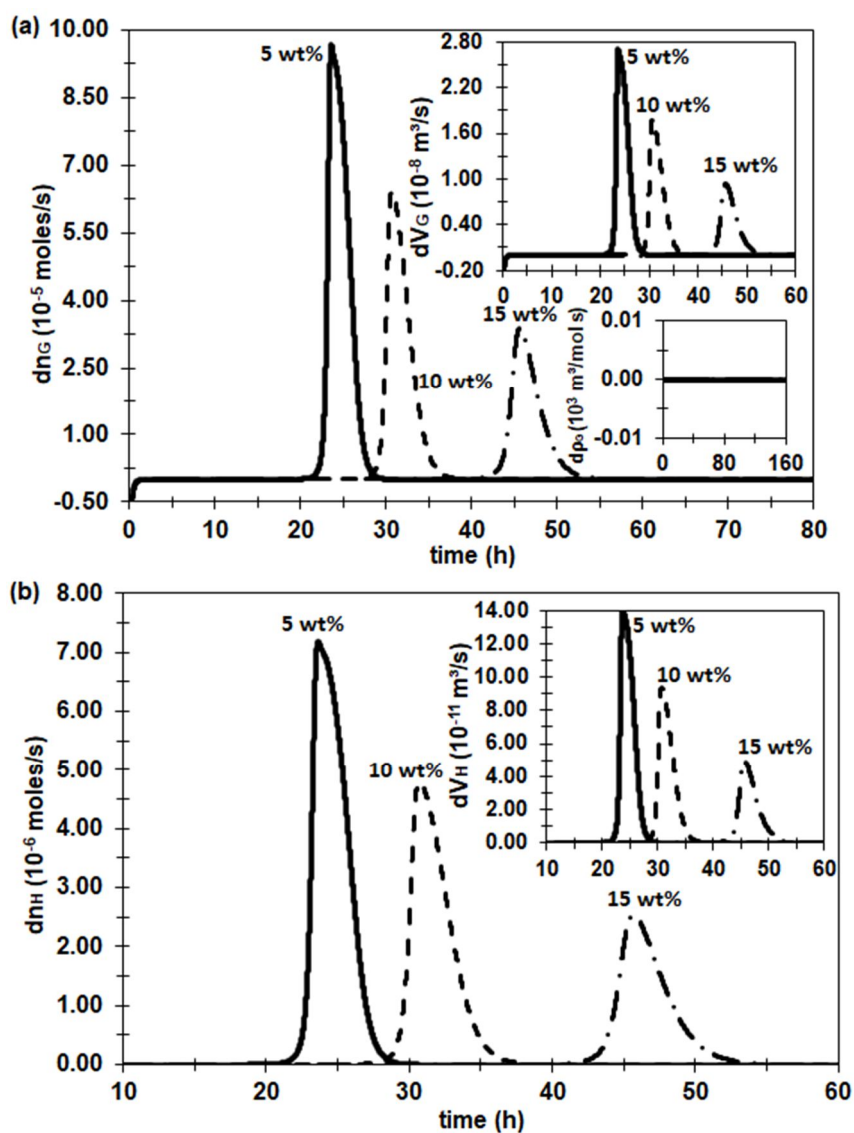 (a)
10.00
8.50
7.00
5.50
4.00
2.50
1.00
-0.50
dnG (10-5 moles/s)
0 10 20 30 40 50 60 70 80
time (h)
5 wt%
10 wt%
15 wt%
2.80
2.20
1.60
1.00
0.40
-0.20
dVG (10-8 m³/s)
5 wt%
10 wt%
15 wt%
0 10 20 30 40 50 60
0.01
0.00
-0.01
0 80 160
(b)
8.00
7.00
6.00
5.00
4.00
3.00
2.00
1.00
0.00
dnH (10-6 moles/s)
10 20 30 40 50 60
time (h)
5 wt%
10 wt%
15 wt%
14.00
12.00
10.00
8.00
6.00
4.00
2.00
0.00
dVH (10-11 m³/s)
5 wt%
10 wt%
15 wt%
10 20 30 40 50 60